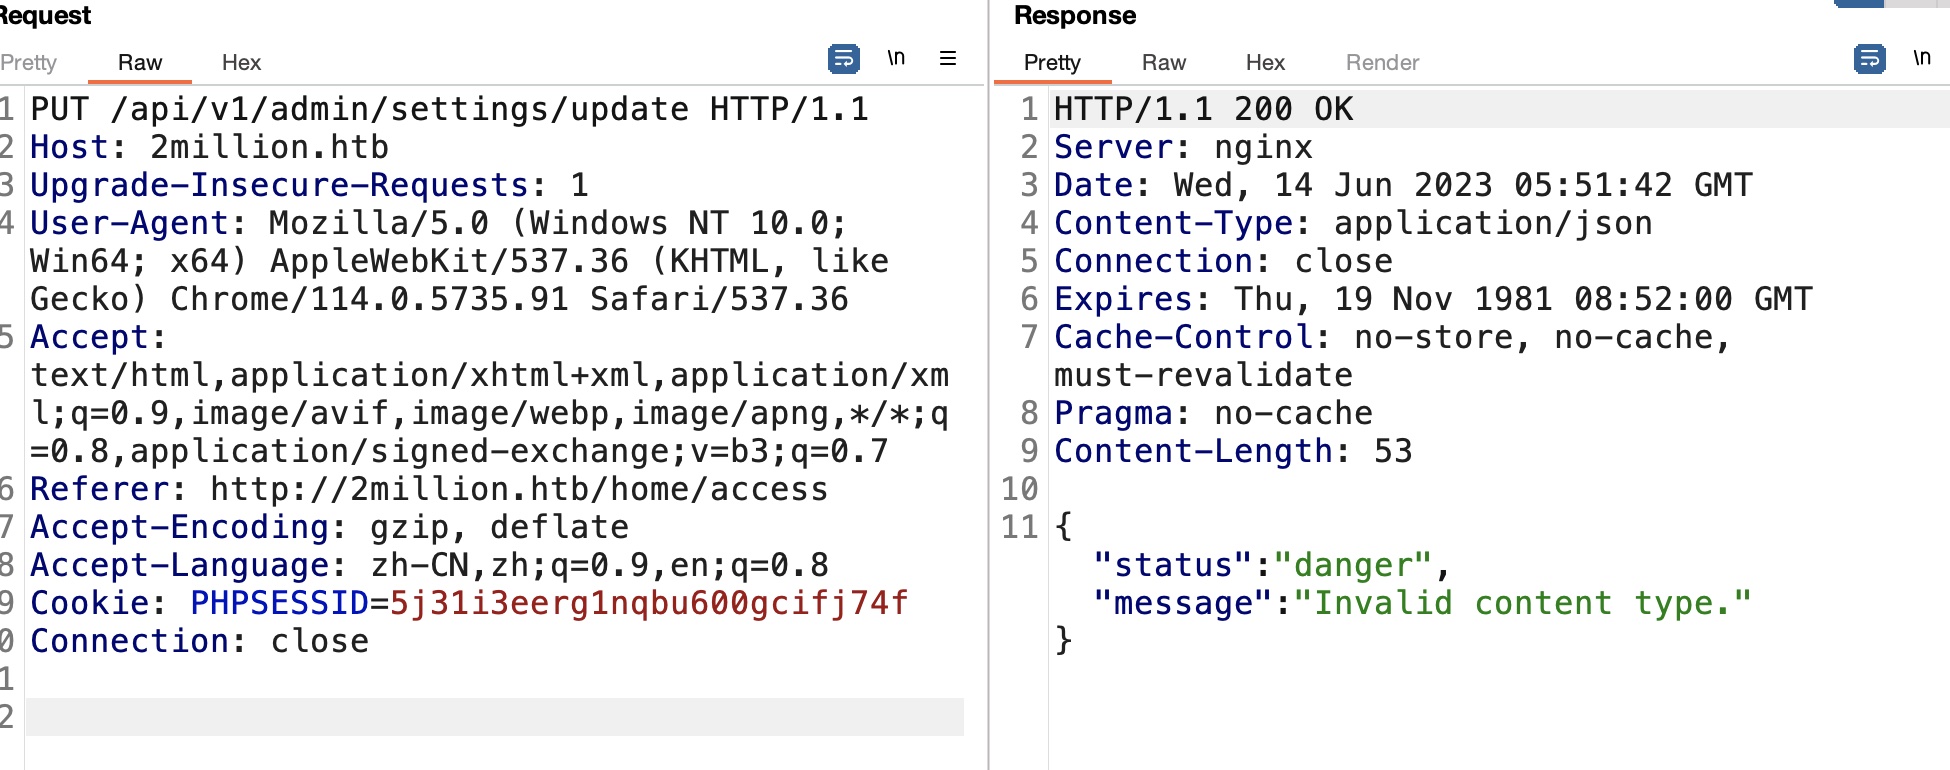 Request
Response
Pretty Raw Hex \n
Pretty Raw Hex Render \n
1 PUT /api/v1/admin/settings/update HTTP/1.1
2 Host: 2million.htb
3 Upgrade-Insecure-Requests: 1
4 User-Agent: Mozilla/5.0 (Windows NT 10.0;
Win64; x64) AppleWebKit/537.36 (KHTML, like
Gecko) Chrome/114.0.5735.91 Safari/537.36
5 Accept:
text/html,application/xhtml+xml,application/xm
l;q=0.9,image/avif,image/webp,image/apng,*/*;q
=0.8,application/signed-exchange;v=b3;q=0.7
6 Referer: http://2million.htb/home/access
7 Accept-Encoding: gzip, deflate
8 Accept-Language: zh-CN,zh;q=0.9,en;q=0.8
9 Cookie: PHPSESSID=5j31i3eerg1nqbu600gcifj74f
0 Connection: close
1
2
1 HTTP/1.1 200 OK
2 Server: nginx
3 Date: Wed, 14 Jun 2023 05:51:42 GMT
4 Content-Type: application/json
5 Connection: close
6 Expires: Thu, 19 Nov 1981 08:52:00 GMT
7 Cache-Control: no-store, no-cache,
must-revalidate
8 Pragma: no-cache
9 Content-Length: 53
10
11 {
"status":"danger",
"message":"Invalid content type."
}